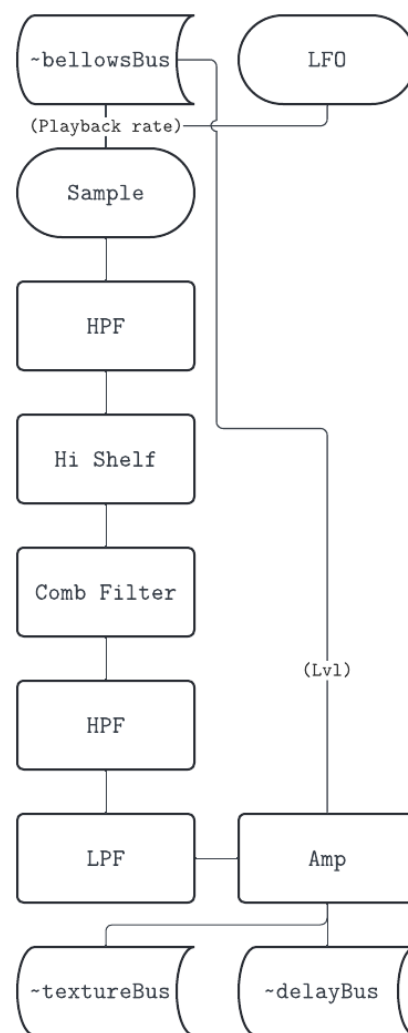 ~bellowsBus
LFO
(Playback rate)
Sample
HPF
Hi Shelf
Comb Filter
(Lvl)
HPF
LPF
Amp
~textureBus
~delayBus